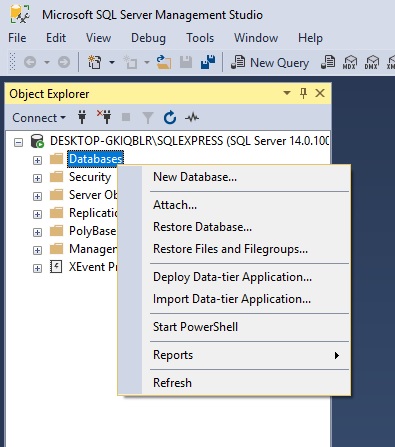 Microsoft SQL Server Management Studio
File Edit View Tools Window Help
New Query MDX DMX
Object Explorer
Connect
DESKTOP-GKIQBLR\SQLEXPRESS (SQL Server 14.0.100
Databases
Security
Server Ob
Replicatio
PolyBase
Managem
XEvent Pr
New Database...
Attach...
Restore Database...
Restore Files and Filegroups...
Deploy Data-tier Application...
Import Data-tier Application...
Start PowerShell
Reports
Refresh